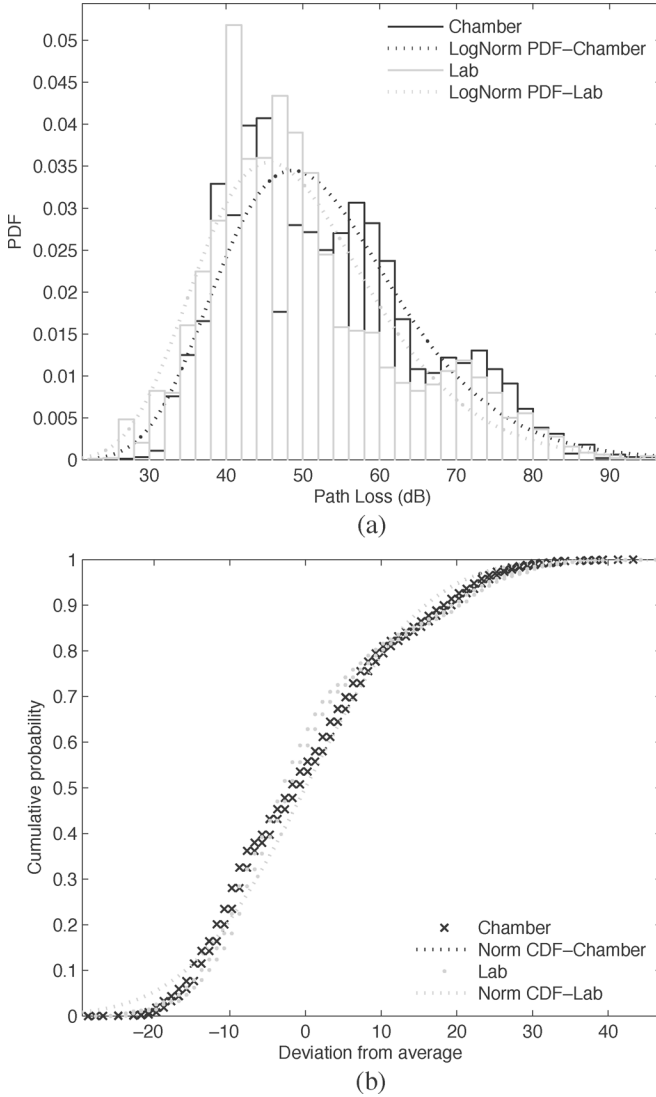 0.05
0.045
0.04
0.035
0.03
0.025
0.02
0.015
0.01
0.005
0
PDF
Chamber
LogNorm PDF–Chamber
Lab
LogNorm PDF–Lab
30 40 50 60 70 80 90
Path Loss (dB)
(a)
1
0.9
0.8
0.7
0.6
0.5
0.4
0.3
0.2
0.1
0
Cumulative probability
Chamber
Norm CDF–Chamber
Lab
Norm CDF–Lab
−20 −10 0 10 20 30 40
Deviation from average
(b)